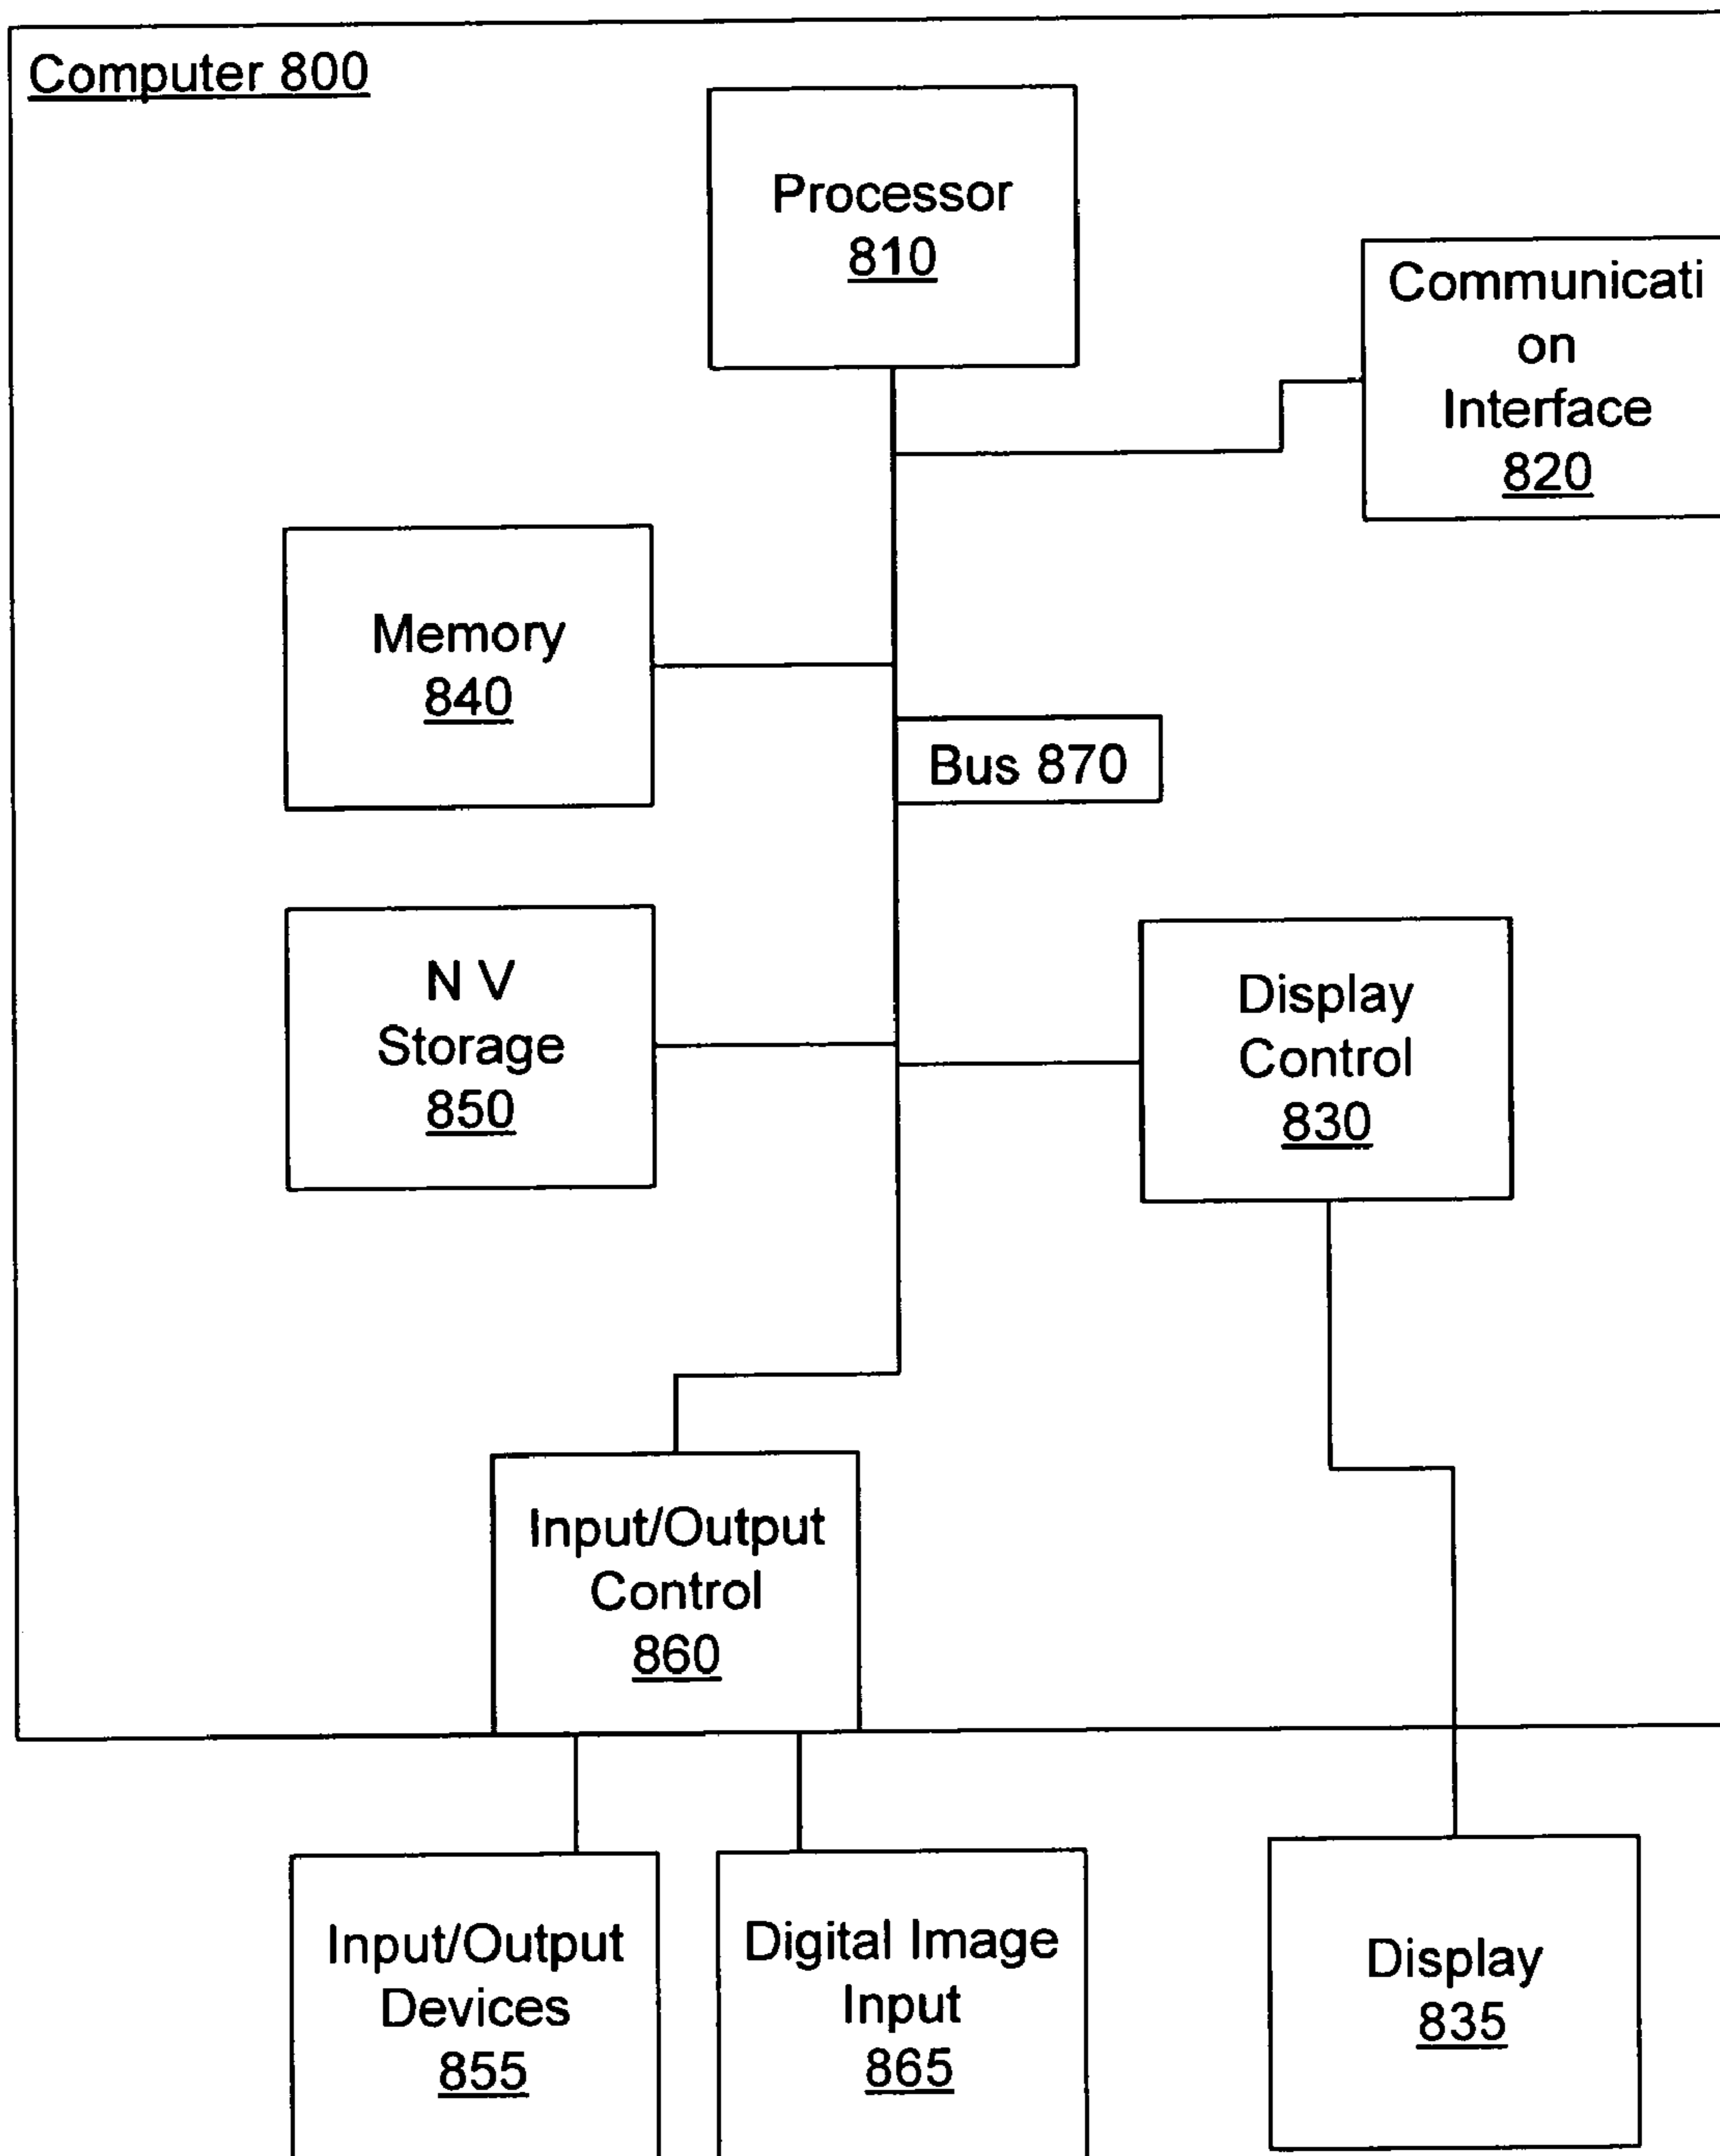 Computer 800
Processor
810
Communicati
on
Interface
820
Memory
840
Bus 870
N V
Storage
850
Display
Control
830
Input/Output
Control
860
Input/Output
Devices
855
Digital Image
Input
865
Display
835